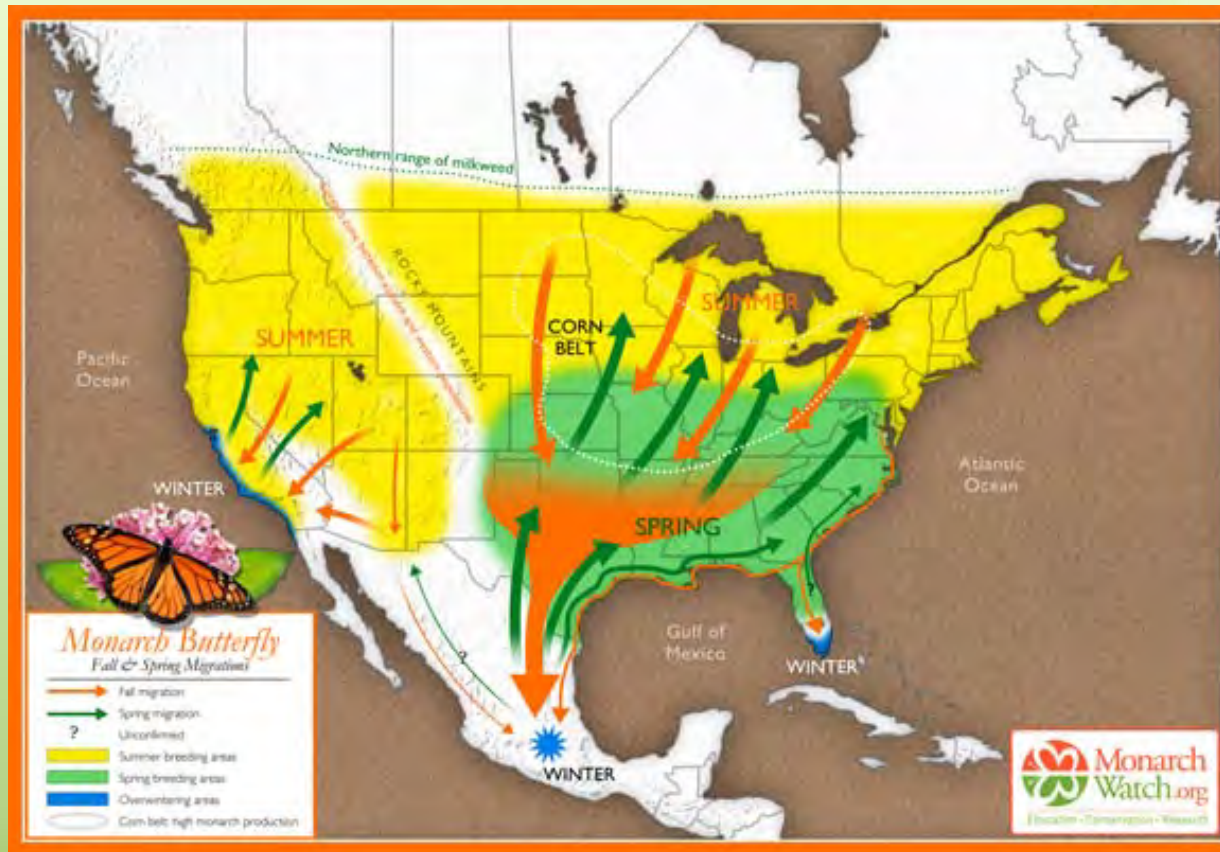 Northern range of milkweed
ROCKY MOUNTAINS
SUMMER
SUMMER
CORN
BELT
Pacific
Ocean
Atlantic
Ocean
WINTER
SPRING
?
?
Gulf of
Mexico
WINTER
WINTER
Monarch Butterfly
Fall & Spring Migrations
Fall migration
Spring migration
? Unconfirmed
Summer breeding areas
Spring breeding areas
Overwintering areas
Corn belt: high monarch production
Monarch
Watch.org
Education • Conservation • Research